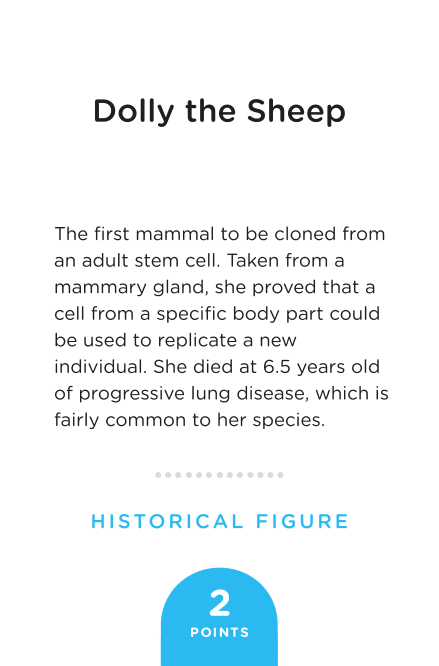 Dolly the Sheep
The first mammal to be cloned from
an adult stem cell. Taken from a
mammary gland, she proved that a
cell from a specific body part could
be used to replicate a new
individual. She died at 6.5 years old
of progressive lung disease, which is
fairly common to her species.
HISTORICAL FIGURE
2
POINTS